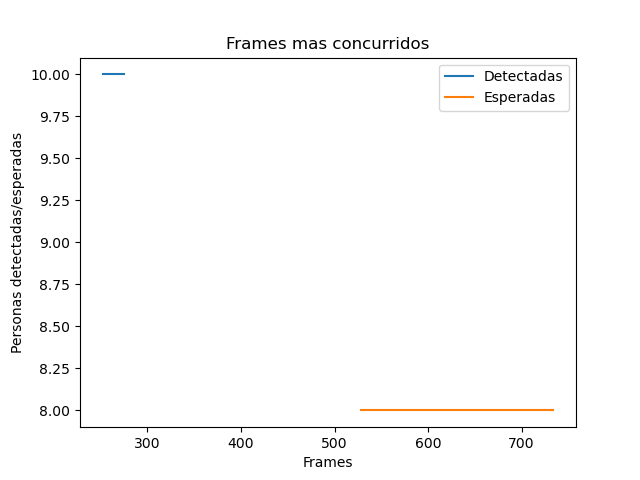 Frames mas concurridos
Detectadas
Esperadas
Personas detectadas/esperadas
10.00
9.75
9.50
9.25
9.00
8.75
8.50
8.25
8.00
300 400 500 600 700
Frames